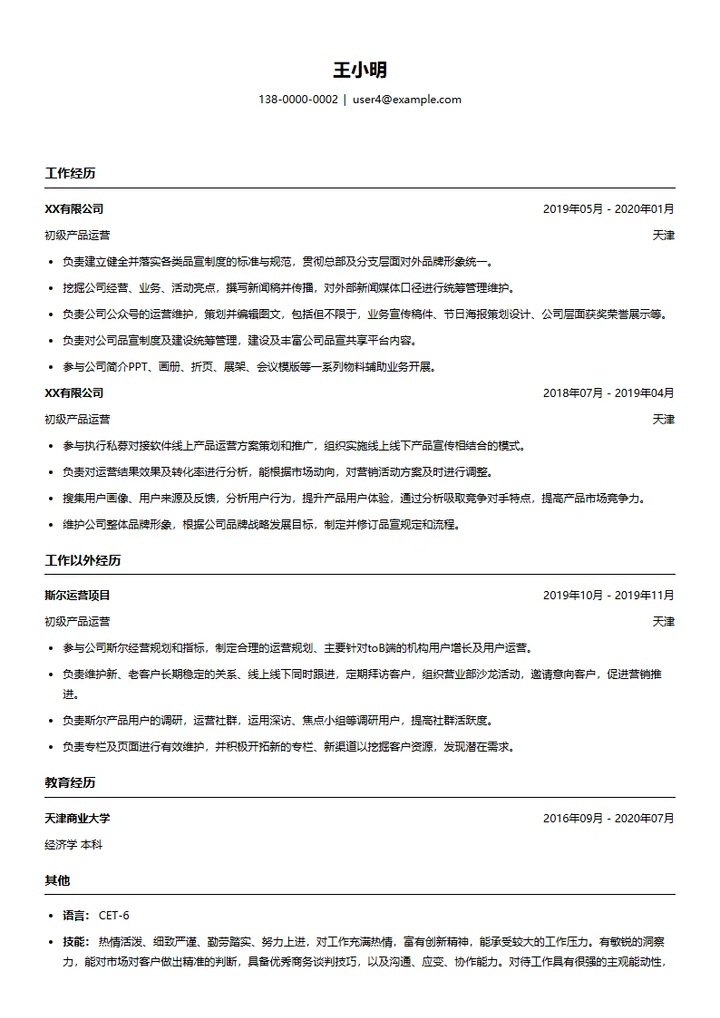 王小明
138-0000-0002 | user4@example.com
工作经历
XX有限公司 2019年05月 - 2020年01月
初级产品运营 天津
• 负责建立健全并落实各类品宣制度的标准与规范，贯彻总部及分支层面对外品牌形象统一。
• 挖掘公司经营、业务、活动亮点，撰写新闻稿并传播，对外部新闻媒体口径进行统筹管理维护。
• 负责公司公众号的运营维护，策划并编辑图文，包括但不限于，业务宣传稿件、节日海报策划设计、公司层面获奖荣誉展示等。
• 负责对公司品宣制度及建设统筹管理，建设及丰富公司品宣共享平台内容。
• 参与公司简介PPT、画册、折页、展架、会议模版等一系列物料辅助业务开展。
XX有限公司 2018年07月 - 2019年04月
初级产品运营 天津
• 参与执行私募对接软件线上产品运营方案策划和推广，组织实施线上线下产品宣传相结合的模式。
• 负责对运营结果效果及转化率进行分析，能根据市场动向，对营销活动方案及时进行调整。
• 搜集用户画像、用户来源及反馈，分析用户行为，提升产品用户体验，通过分析吸取竞争对手特点，提高产品市场竞争力。
• 维护公司整体品牌形象，根据公司品牌战略发展目标，制定并修订品宣规定和流程。
工作以外经历
斯尔运营项目 2019年10月 - 2019年11月
初级产品运营 天津
• 参与公司斯尔经营规划和指标，制定合理的运营规划、主要针对toB端的机构用户增长及用户运营。
• 负责维护新、老客户长期稳定的关系、线上线下同时跟进，定期拜访客户，组织营业部沙龙活动，邀请意向客户，促进营销推
进。
• 负责斯尔产品用户的调研，运营社群，运用深访、焦点小组等调研用户，提高社群活跃度。
• 负责专栏及页面进行有效维护，并积极开拓新的专栏、新渠道以挖掘客户资源，发现潜在需求。
教育经历
天津商业大学 2016年09月 - 2020年07月
经济学 本科
其他
• 语言： CET-6
• 技能： 热情活泼、细致严谨、勤劳踏实、努力上进，对工作充满热情，富有创新精神，能承受较大的工作压力。有敏锐的洞察
力，能对市场对客户做出精准的判断，具备优秀商务谈判技巧，以及沟通、应变、协作能力。对待工作具有很强的主观能动性，